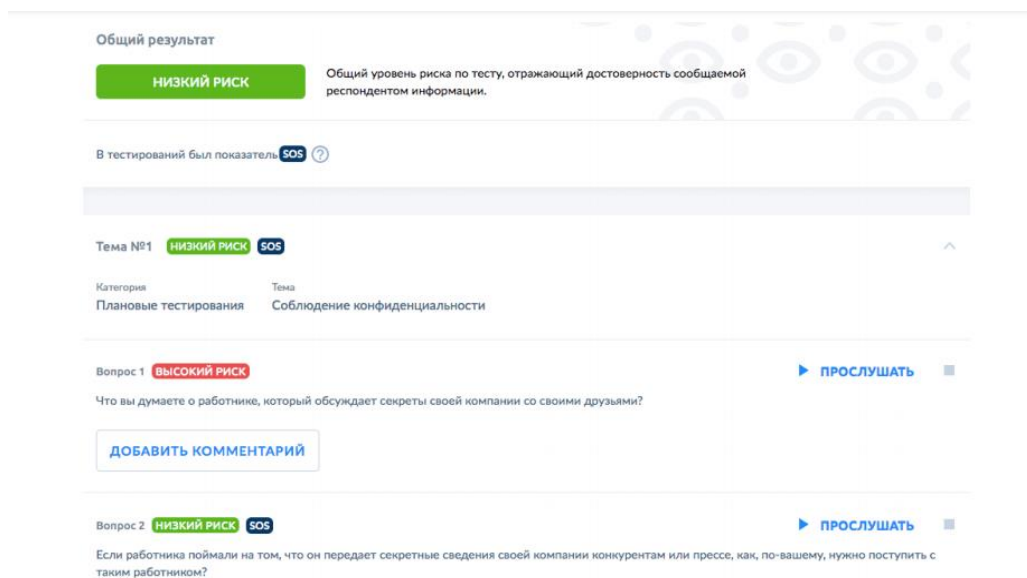 Общий результат
НИЗКИЙ РИСК
Общий уровень риска по тесту, отражающий достоверность сообщаемой
респондентом информации.
В тестирований был показатель SOS ?
Тема №1 НИЗКИЙ РИСК SOS
Категория Тема
Плановые тестирования Соблюдение конфиденциальности
Вопрос 1 ВЫСОКИЙ РИСК ПРОСЛУШАТЬ
Что вы думаете о работнике, который обсуждает секреты своей компании со своими друзьями?
ДОБАВИТЬ КОММЕНТАРИЙ
Вопрос 2 НИЗКИЙ РИСК SOS ПРОСЛУШАТЬ
Если работника поймали на том, что он передает секретные сведения своей компании конкурентам или прессе, как, по-вашему, нужно поступить с
таким работником?